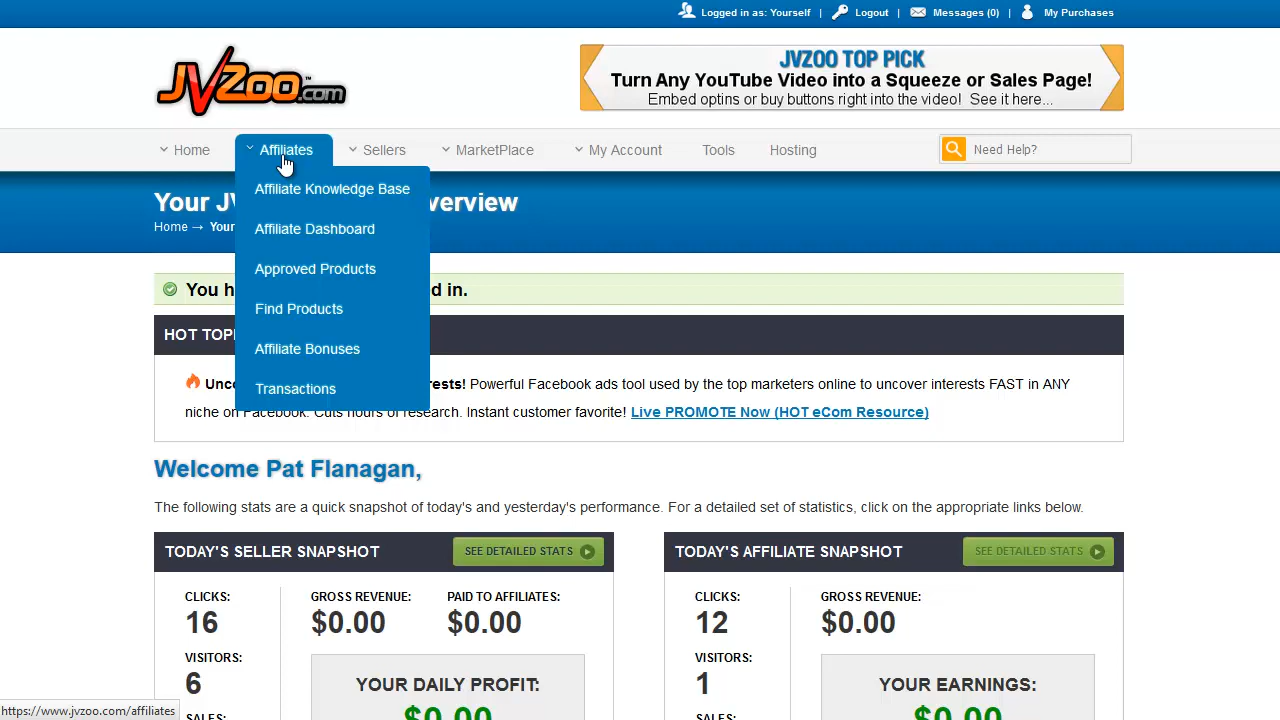 Logged in as: Yourself | Logout | Messages (0) | My Purchases
JVZoo.com™
JVZOO TOP PICK
Turn Any YouTube Video into a Squeeze or Sales Page!
Embed optins or buy buttons right into the video! See it here...
Home Affiliates Sellers MarketPlace My Account Tools Hosting Need Help?
Affiliate Knowledge Base
Affiliate Dashboard
Approved Products
Find Products
Affiliate Bonuses
Transactions
Your J verview
Home → Your
You h d in.
HOT TOP
Unc rests! Powerful Facebook ads tool used by the top marketers online to uncover interests FAST in ANY
niche on Facebook. Cuts hours of research. Instant customer favorite! Live PROMOTE Now (HOT eCom Resource)
Welcome Pat Flanagan,
The following stats are a quick snapshot of today's and yesterday's performance. For a detailed set of statistics, click on the appropriate links below.
TODAY'S SELLER SNAPSHOT SEE DETAILED STATS
CLICKS: GROSS REVENUE: PAID TO AFFILIATES:
16 $0.00 $0.00
VISITORS:
6
YOUR DAILY PROFIT:
$0.00
SALES:
TODAY'S AFFILIATE SNAPSHOT SEE DETAILED STATS
CLICKS: GROSS REVENUE:
12 $0.00
VISITORS:
1
YOUR EARNINGS:
$0.00
SALES:
https://www.jvzoo.com/affiliates